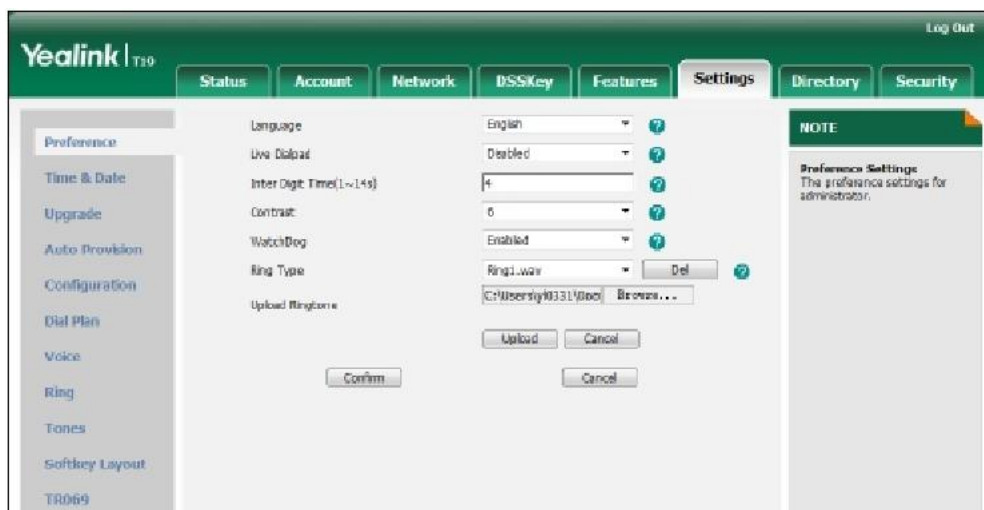 Log Out
Yealink | T19
Status Account Network DSSKey Features Settings Directory Security
Preference
Time & Date
Upgrade
Auto Provision
Configuration
Dial Plan
Voice
Ring
Tones
Softkey Layout
TR069
Language English
Live Dialpad Disabled
Inter Digit Time(1~14s) 4
Contrast 6
WatchDog Enabled
Ring Type Ring1.wav Del
Upload Ringtone C:\Users\yl0331\Doc Browse...
Upload Cancel
Confirm Cancel
NOTE
Preference Settings
The preference settings for
administrator.